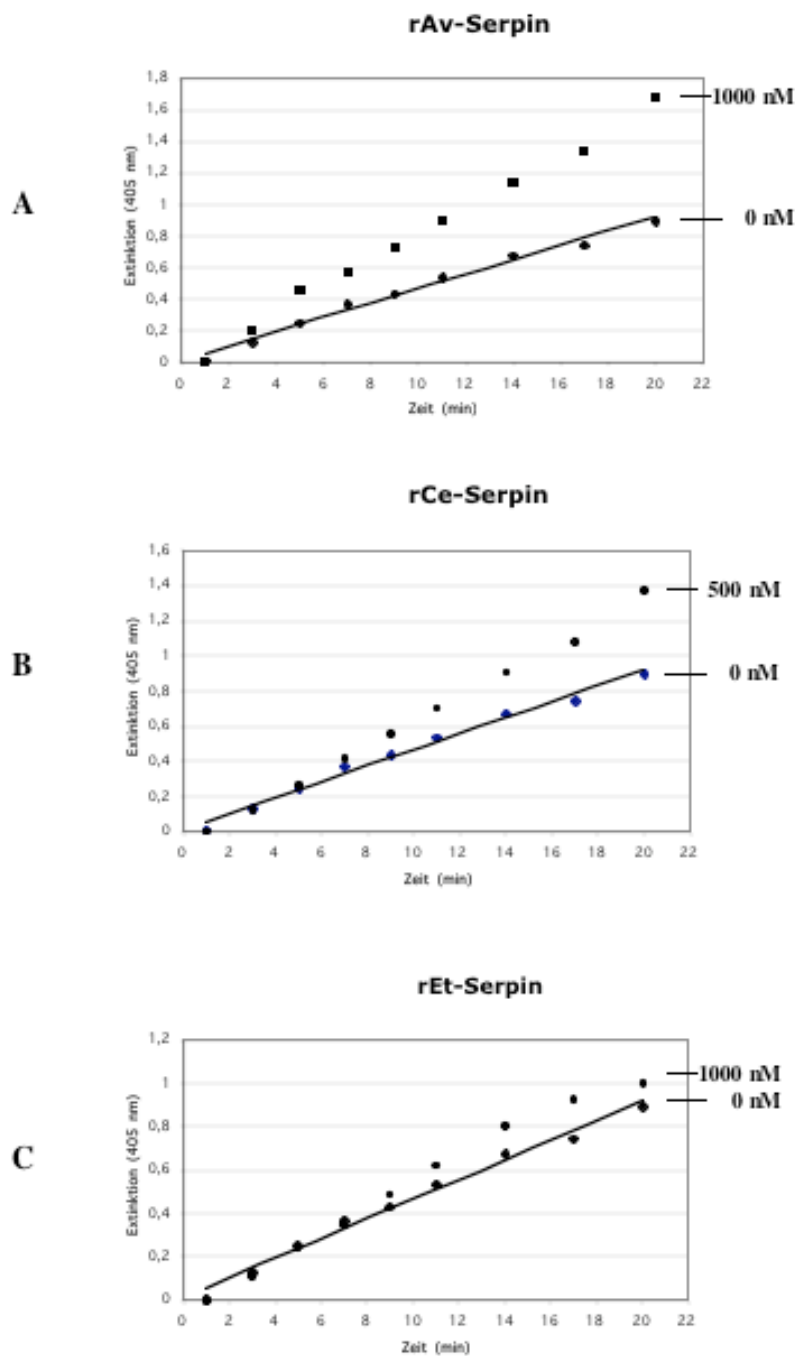 rAv-Serpin
A
Extinktion (405 nm)
1,8
1,6
1,4
1,2
1
0,8
0,6
0,4
0,2
0
0 2 4 6 8 10 12 14 16 18 20 22
Zeit (min)
1000 nM
0 nM
rCe-Serpin
B
Extinktion (405 nm)
1,6
1,4
1,2
1
0,8
0,6
0,4
0,2
0
0 2 4 6 8 10 12 14 16 18 20 22
Zeit (min)
500 nM
0 nM
rEt-Serpin
C
Extinktion (405 nm)
1,2
1
0,8
0,6
0,4
0,2
0
0 2 4 6 8 10 12 14 16 18 20 22
Zeit (min)
1000 nM
0 nM